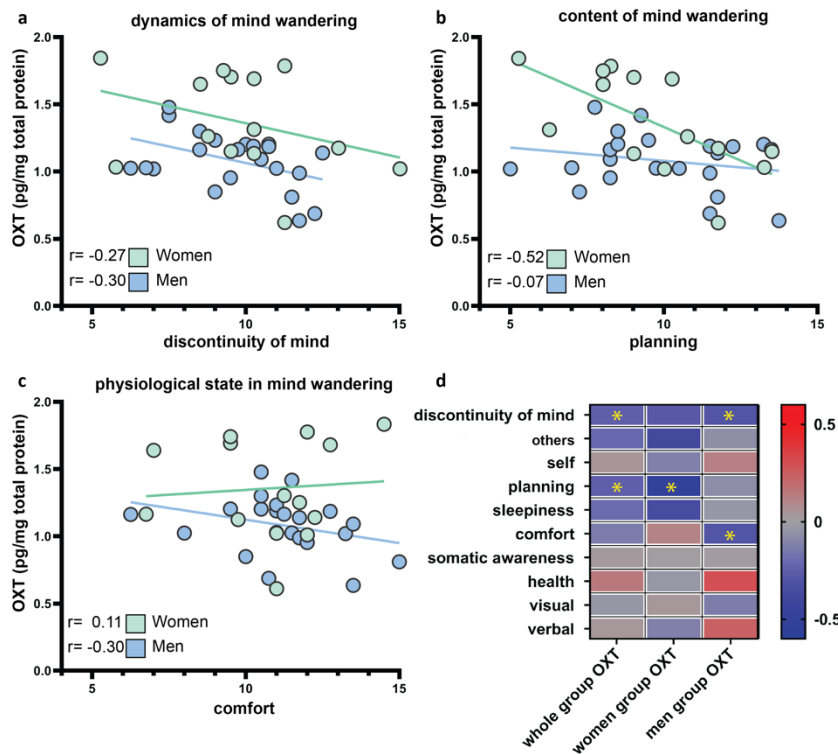 a
dynamics of mind wandering
2.0
1.5
1.0
0.5
0.0
OXT (pg/mg total protein)
r= -0.27 Women
r= -0.30 Men
5 10 15
discontinuity of mind
b
content of mind wandering
2.0
1.5
1.0
0.5
0.0
OXT (pg/mg total protein)
r= -0.52 Women
r= -0.07 Men
5 10 15
planning
c
physiological state in mind wandering
2.0
1.5
1.0
0.5
0.0
OXT (pg/mg total protein)
r= 0.11 Women
r= -0.30 Men
5 10 15
comfort
d
discontinuity of mind * *
others
self
planning * *
sleepiness
comfort *
somatic awareness
health
visual
verbal
whole group OXT
women group OXT
men group OXT
0.5
0
-0.5